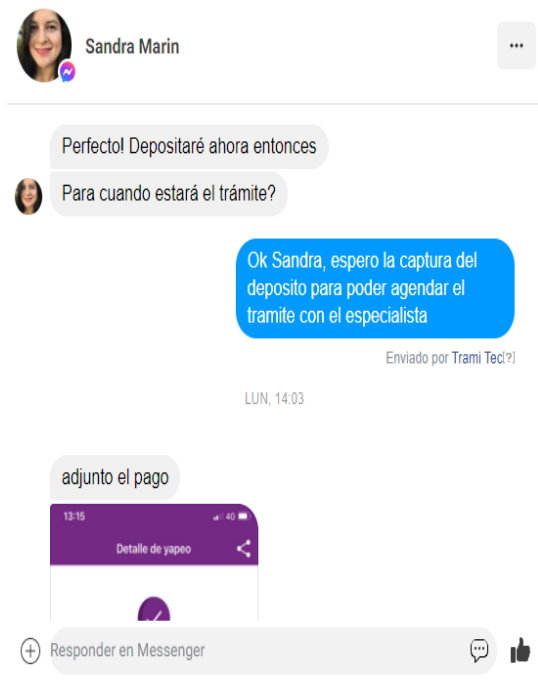 Sandra Marin
Perfecto! Depositaré ahora entonces
Para cuando estará el trámite?
Ok Sandra, espero la captura del
deposito para poder agendar el
tramite con el especialista
Enviado por Trami Tec[?]
LUN, 14:03
adjunto el pago
13:15
4G
Detalle de yapeo
Responder en Messenger